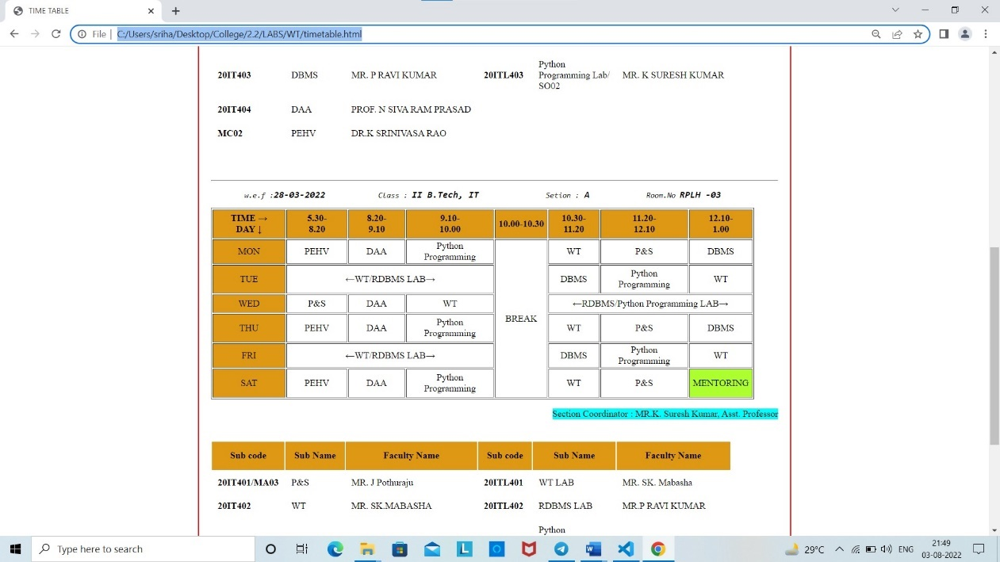 TIME TABLE
File | C:/Users/sriha/Desktop/College/2.2/LABS/WT/timetable.html
20IT403 DBMS MR. P RAVI KUMAR 20ITL403 Python Programming Lab/ SO02 MR. K SURESH KUMAR
20IT404 DAA PROF. N SIVA RAM PRASAD
MC02 PEHV DR.K SRINIVASA RAO
w.e.f :28-03-2022 Class : II B.Tech, IT Setion : A Room.No RPLH -03
TIME → DAY ↓ 5.30-8.20 8.20-9.10 9.10-10.00 10.00-10.30 10.30-11.20 11.20-12.10 12.10-1.00
MON PEHV DAA Python Programming BREAK WT P&S DBMS
TUE ←WT/RDBMS LAB→ DBMS Python Programming WT
WED P&S DAA WT ←RDBMS/Python Programming LAB→
THU PEHV DAA Python Programming WT P&S DBMS
FRI ←WT/RDBMS LAB→ DBMS Python Programming WT
SAT PEHV DAA Python Programming WT P&S MENTORING
Section Coordinator : MR.K. Suresh Kumar, Asst. Professor
Sub code Sub Name Faculty Name Sub code Sub Name Faculty Name
20IT401/MA03 P&S MR. J Pothuraju 20ITL401 WT LAB MR. SK. Mabasha
20IT402 WT MR. SK.MABASHA 20ITL402 RDBMS LAB MR.P RAVI KUMAR
Python
Type here to search 29°C ENG 21:49
03-08-2022